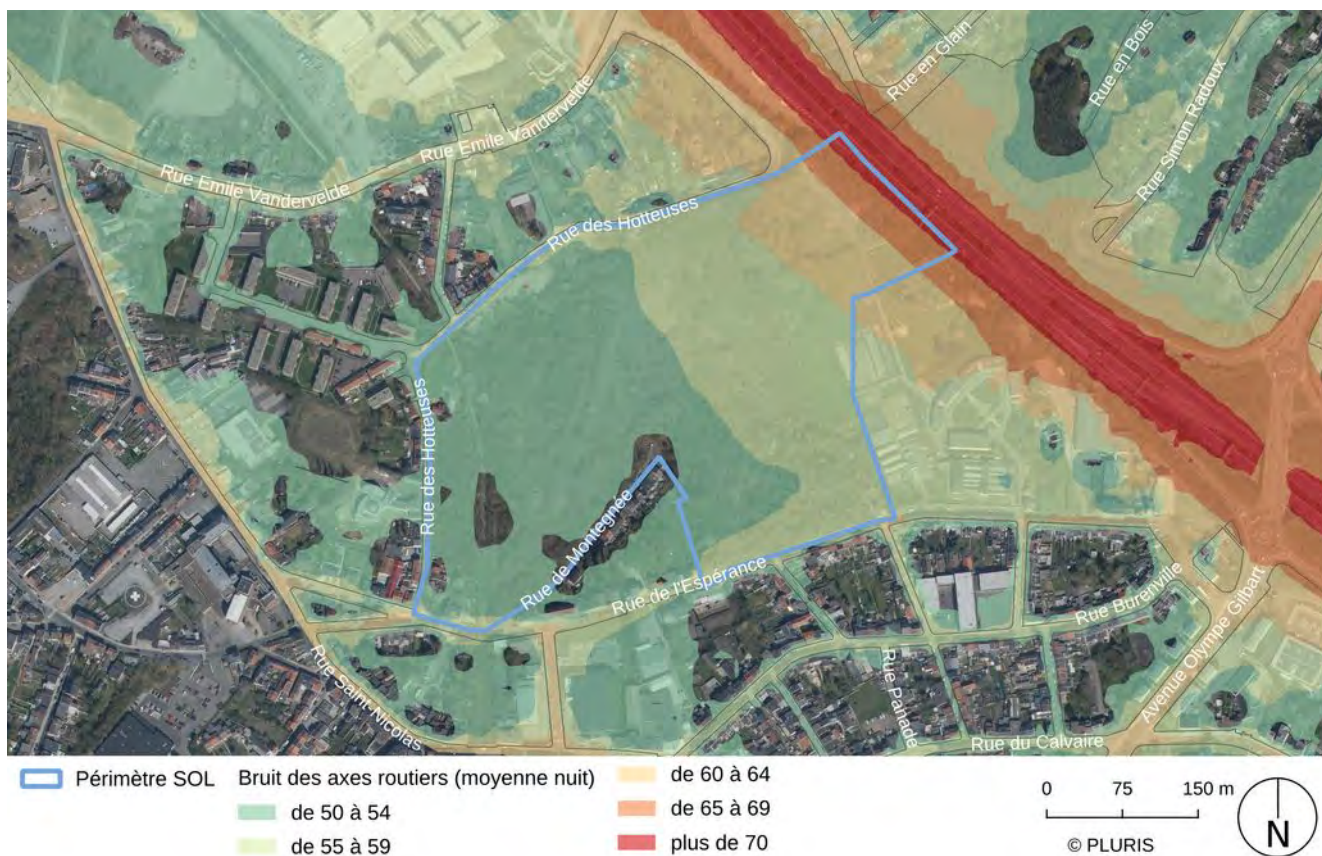 Rue en Glain
Rue en Bois
Rue Simon Radoux
Rue Emile Vandervelde
Rue Emile Vandervelde
Rue des Hotteuses
Rue des Hotteuses
Rue de Montegnée
Rue de l'Espérance
Rue Burenville
Avenue Olympe Gilbart
Rue Panade
Rue Saint-Nicolas
Rue du Calvaire
Périmètre SOL
Bruit des axes routiers (moyenne nuit)
de 50 à 54
de 55 à 59
de 60 à 64
de 65 à 69
plus de 70
0 75 150 m
© PLURIS
N